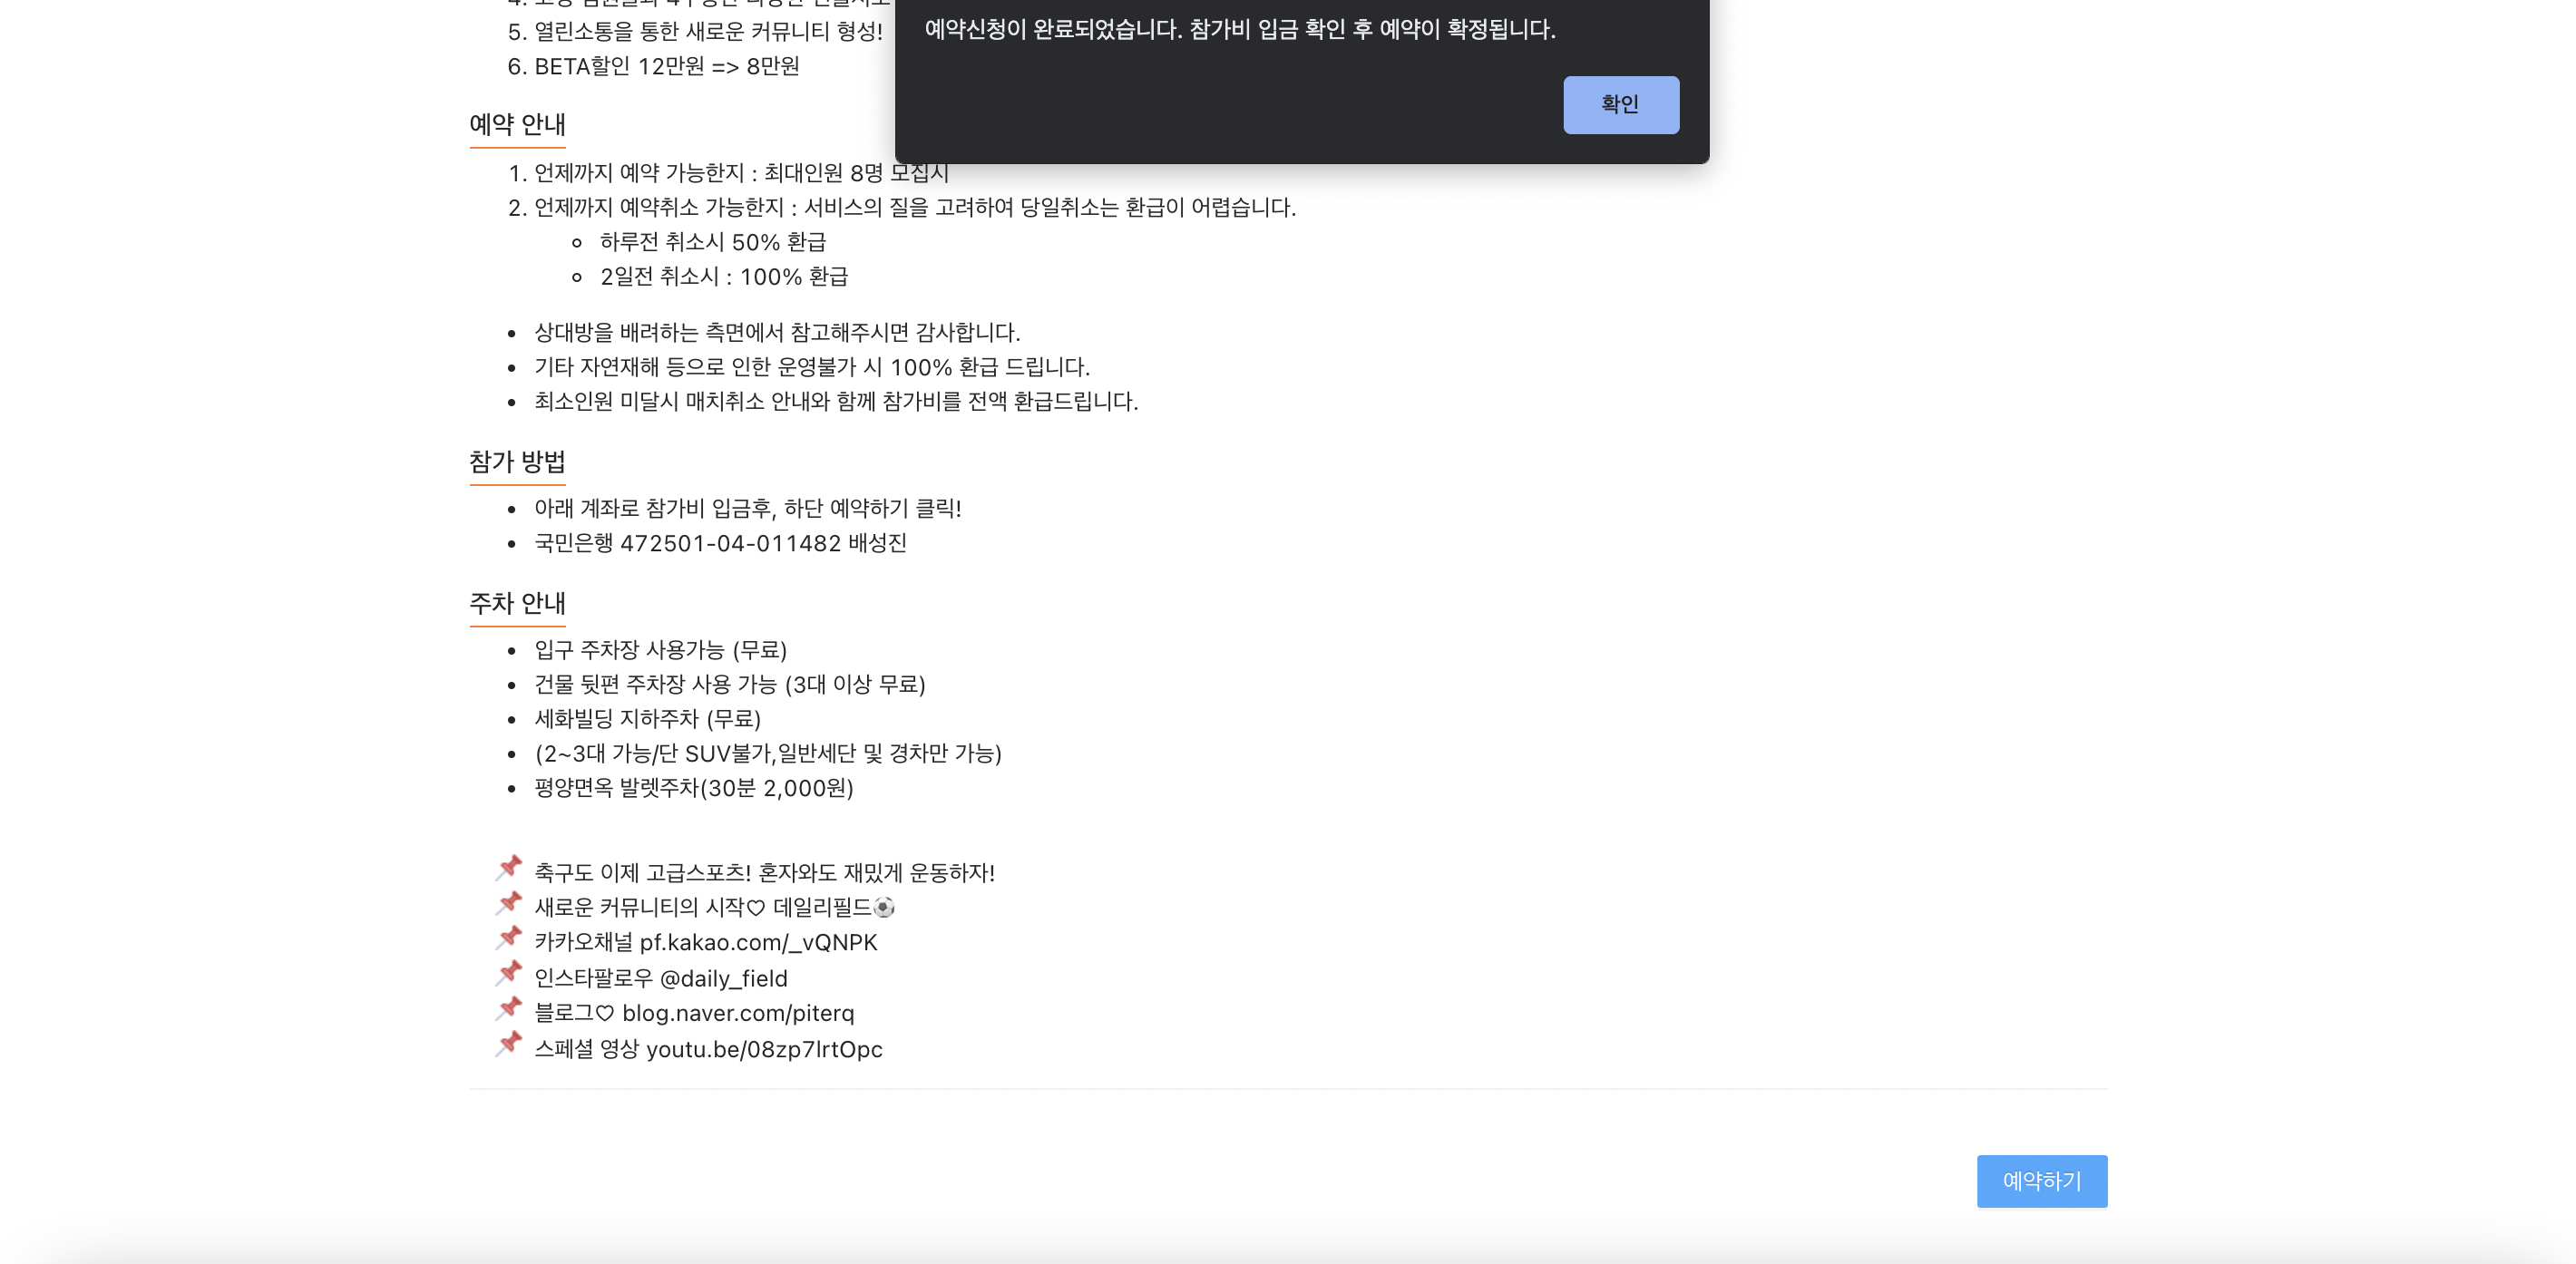 5. 열린소통을 통한 새로운 커뮤니티 형성!
6. BETA할인 12만원 => 8만원
예약신청이 완료되었습니다. 참가비 입금 확인 후 예약이 확정됩니다.
확인
예약 안내
1. 언제까지 예약 가능한지 : 최대인원 8명 모집시
2. 언제까지 예약취소 가능한지 : 서비스의 질을 고려하여 당일취소는 환급이 어렵습니다.
하루전 취소시 50% 환급
2일전 취소시 : 100% 환급
상대방을 배려하는 측면에서 참고해주시면 감사합니다.
기타 자연재해 등으로 인한 운영불가 시 100% 환급 드립니다.
최소인원 미달시 매치취소 안내와 함께 참가비를 전액 환급드립니다.
참가 방법
아래 계좌로 참가비 입금후, 하단 예약하기 클릭!
국민은행 472501-04-011482 배성진
주차 안내
입구 주차장 사용가능 (무료)
건물 뒷편 주차장 사용 가능 (3대 이상 무료)
세화빌딩 지하주차 (무료)
(2~3대 가능/단 SUV불가,일반세단 및 경차만 가능)
평양면옥 발렛주차(30분 2,000원)
📌 축구도 이제 고급스포츠! 혼자와도 재밌게 운동하자!
📌 새로운 커뮤니티의 시작♡ 데일리필드⚽
📌 카카오채널 pf.kakao.com/_vQNPK
📌 인스타팔로우 @daily_field
📌 블로그♡ blog.naver.com/piterq
📌 스페셜 영상 youtu.be/08zp7lrtOpc
예약하기